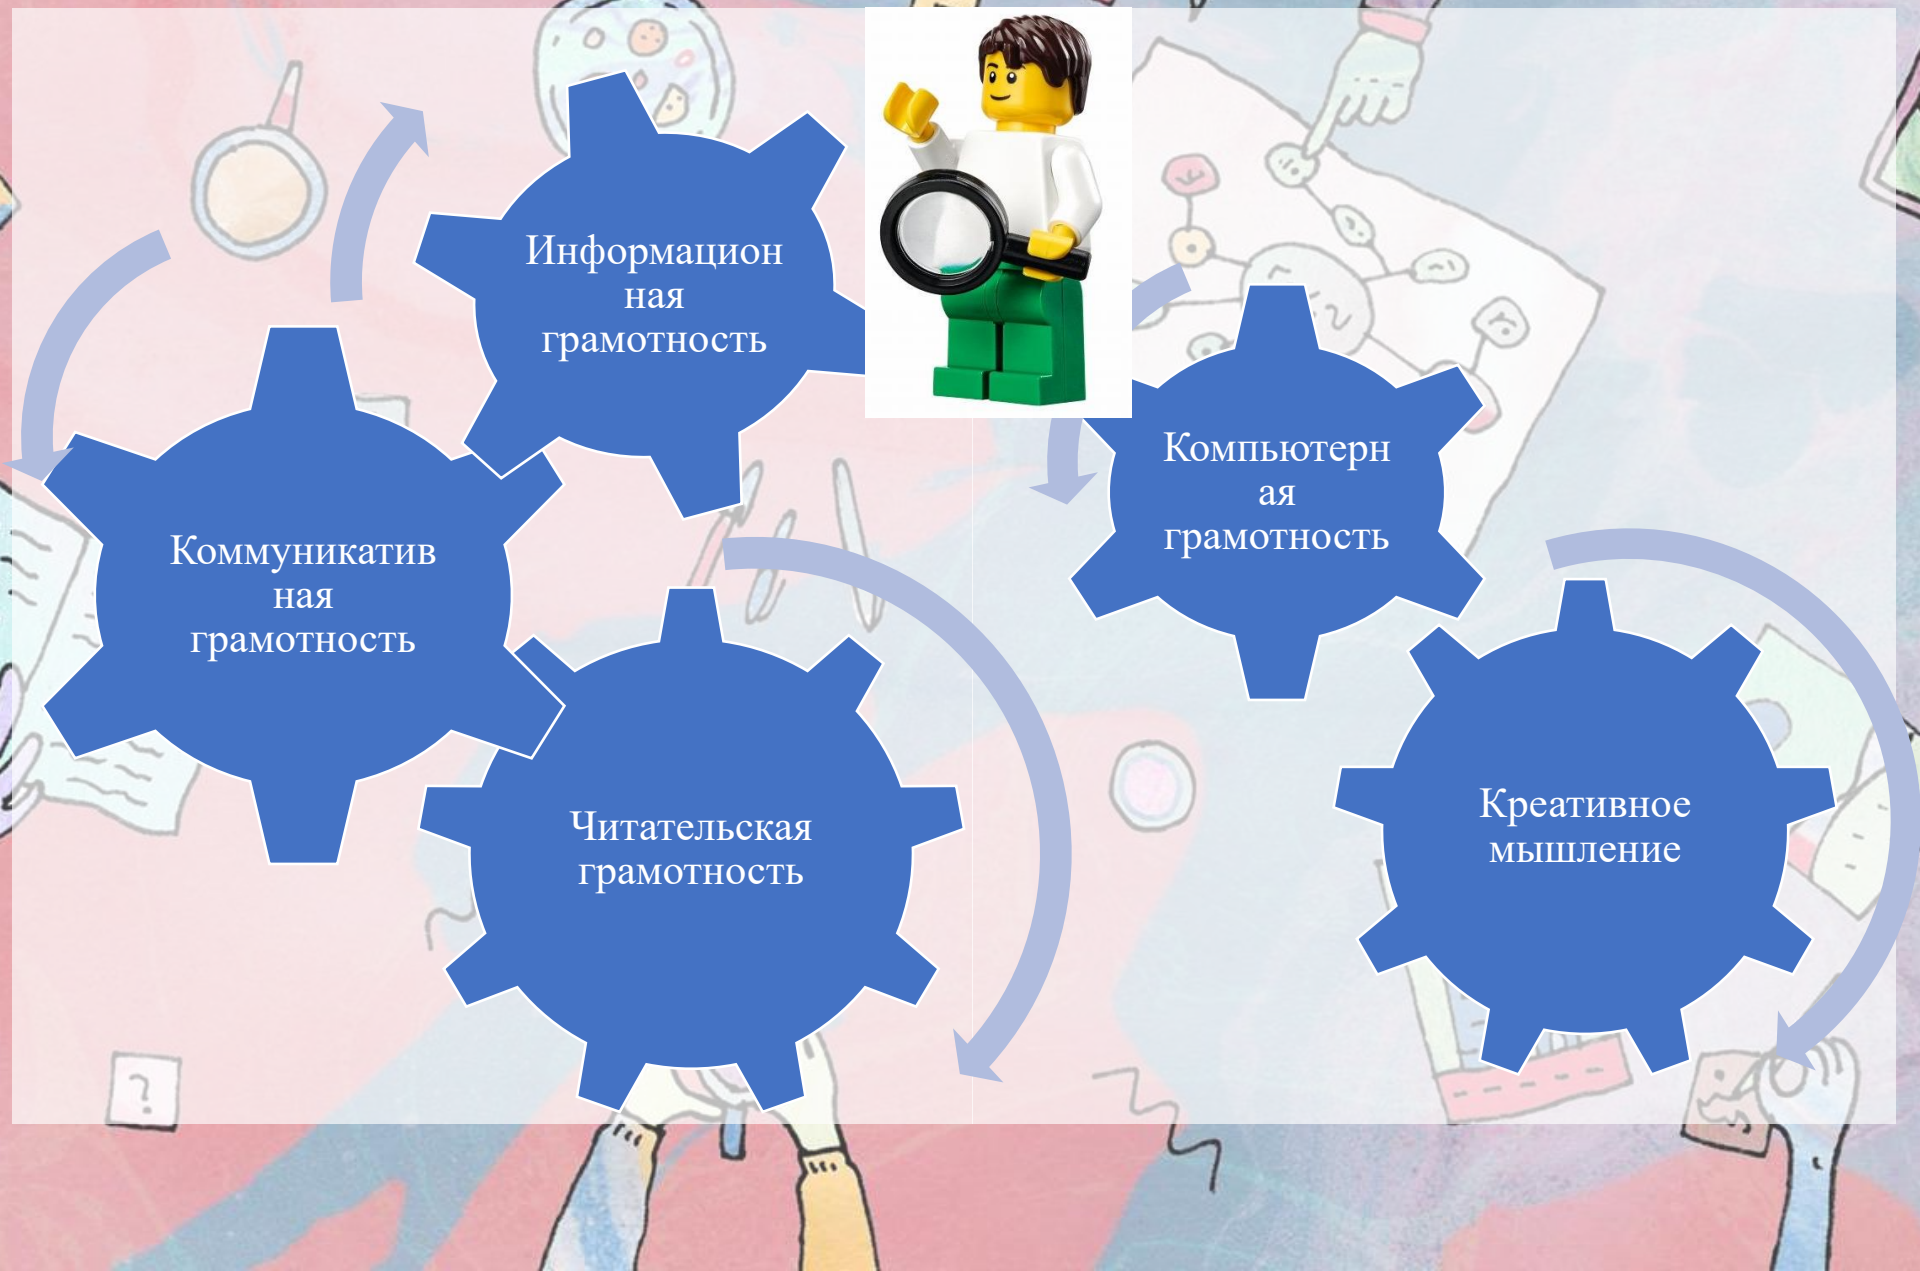 Информацион
ная
грамотность
Коммуникатив
ная
грамотность
Читательская
грамотность
Компьютерн
ая
грамотность
Креативное
мышление
?